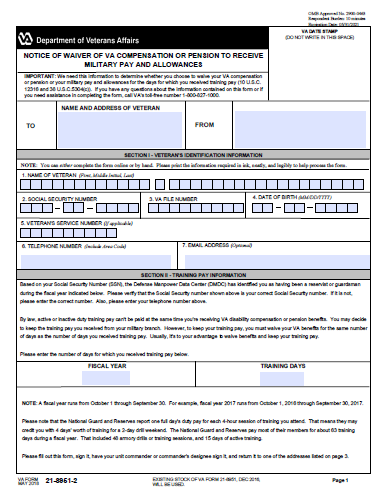 OMB Approved No. 2900-0463
Respondent Burden: 10 minutes
VA DATE STAMP
(DO NOT WRITE IN THIS SPACE)
VA Department of Veterans Affairs
NOTICE OF WAIVER OF VA COMPENSATION OR PENSION TO RECEIVE
MILITARY PAY AND ALLOWANCES
IMPORTANT: We need this information to determine whether you choose to waive your VA compensation
or pension or your military pay and allowances for the days which you received training pay (10 U.S.C.
12316 and 38 U.S.C.5304(c)). If you have any questions about the information contained on this form or if you
need assistance in completing the form, call VA's toll-free number 1-800-827-1000.
NAME AND ADDRESS OF VETERAN
TO
FROM
SECTION I - VETERAN'S IDENTIFICATION INFORMATION
NOTE: You can either complete the form online or by hand. Please print the information required in ink, neatly, and legibly to help process the form.
1. NAME OF VETERAN (First, Middle Initial, Last)
2. SOCIAL SECURITY NUMBER
3. VA FILE NUMBER
4. DATE OF BIRTH (MM/DD/YYYY)
5. VETERAN'S SERVICE NUMBER (If applicable)
6. TELEPHONE NUMBER (Include Area Code)
7. EMAIL ADDRESS (Optional)
SECTION II - TRAINING PAY INFORMATION
Based on your Social Security Number (SSN), the Defense Manpower Data Center (DMDC) has identified you as having been a reservist or guardsman
during the fiscal year indicated below. Please verify that the Social Security number shown above is your correct Social Security number. If it is not,
please enter the correct number. Also, please enter your telephone number above.
By law, active or inactive duty training pay can't be paid at the same time you're receiving VA disability compensation or pension benefits. You may decide
to keep the training pay you received from your military branch. However, to keep your training pay, you must waive your VA benefits for the same number
of days as the number of days you received training pay. Usually, it's to your advantage to waive benefits and keep your training pay.
Please enter the number of days for which you received training pay below.
FISCAL YEAR
TRAINING DAYS
NOTE: A fiscal year runs from October 1 through September 30. For example, fiscal year 2017 runs from October 1, 2016 through September 30, 2017.
Please note that the National Guard and Reserves report one full day's duty pay for each 4-hour session of training you attend. That means they may
credit you with 4 days' worth of training for a 2-day drill weekend. The National Guard and Reserves pay most of their members for about 63 training
days during a fiscal year. That included 48 armory drills or training sessions, and 15 days of active training.
Please fill out this form, sign it, have your unit commander or commander's designee sign it, and return it to one of the addresses listed on page 3.
VA FORM
MAY 2018
21-8951-2
EXISTING STOCK OF VA FORM 21-8951, DEC 2016,
WILL BE USED.
Page 1